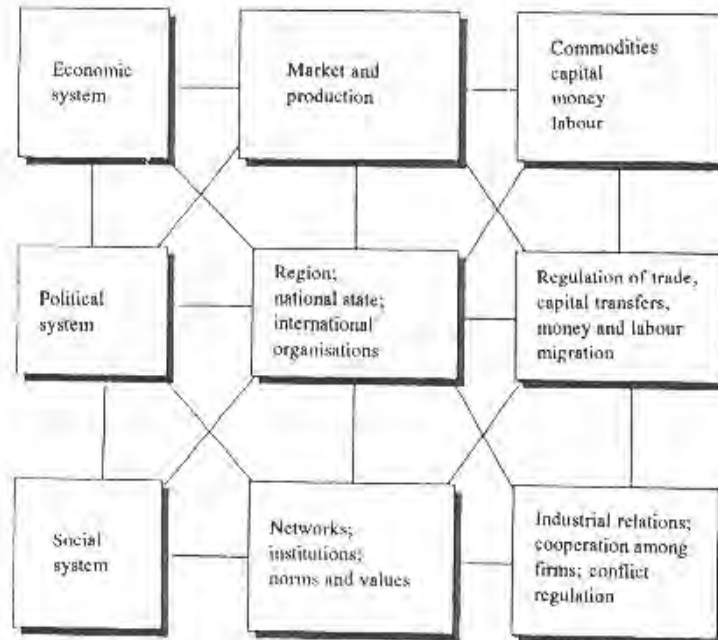 Economic
system
Market and
production
Commodities
capital
money
labour
Political
system
Region;
national state;
international
organisations
Regulation of trade,
capital transfers,
money and labour
migration
Social
system
Networks;
institutions;
norms and values
Industrial relations;
cooperation among
firms; conflict
regulation